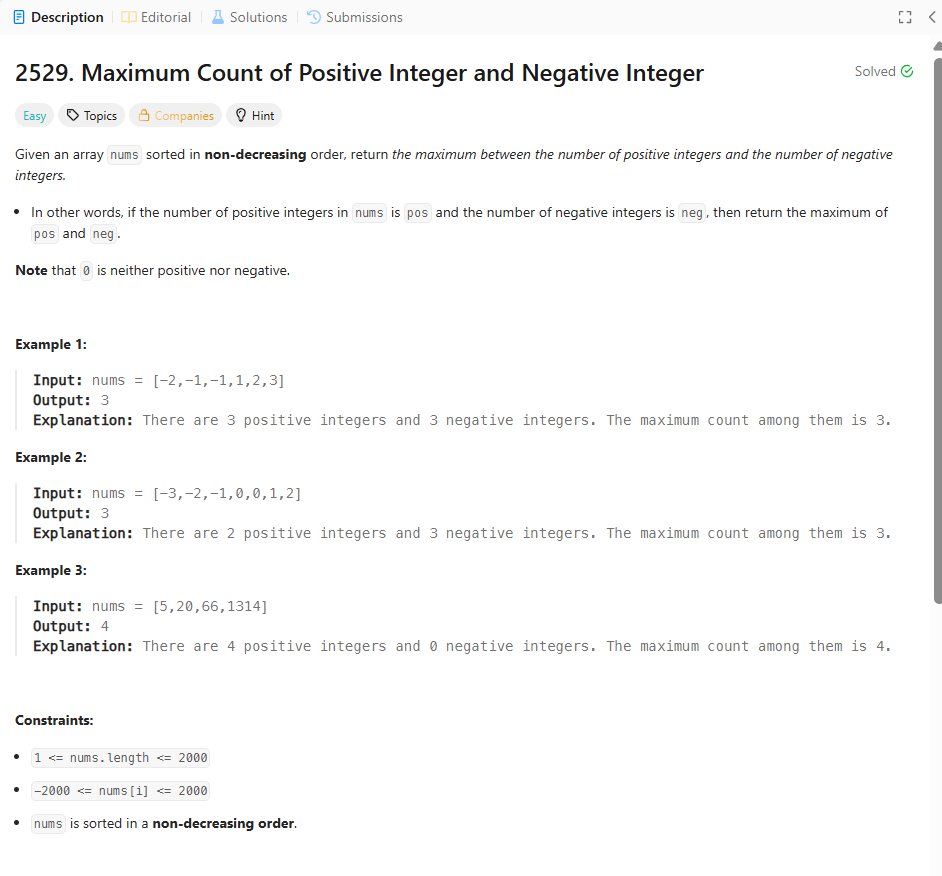 Description Editorial Solutions Submissions
2529. Maximum Count of Positive Integer and Negative Integer
Solved
Easy Topics Companies Hint
Given an array nums sorted in non-decreasing order, return the maximum between the number of positive integers and the number of negative
integers.
• In other words, if the number of positive integers in nums is pos and the number of negative integers is neg, then return the maximum of
pos and neg.
Note that 0 is neither positive nor negative.
Example 1:
Input: nums = [-2,-1,-1,1,2,3]
Output: 3
Explanation: There are 3 positive integers and 3 negative integers. The maximum count among them is 3.
Example 2:
Input: nums = [-3,-2,-1,0,0,1,2]
Output: 3
Explanation: There are 2 positive integers and 3 negative integers. The maximum count among them is 3.
Example 3:
Input: nums = [5,20,66,1314]
Output: 4
Explanation: There are 4 positive integers and 0 negative integers. The maximum count among them is 4.
Constraints:
• 1 <= nums.length <= 2000
• -2000 <= nums[i] <= 2000
• nums is sorted in a non-decreasing order.